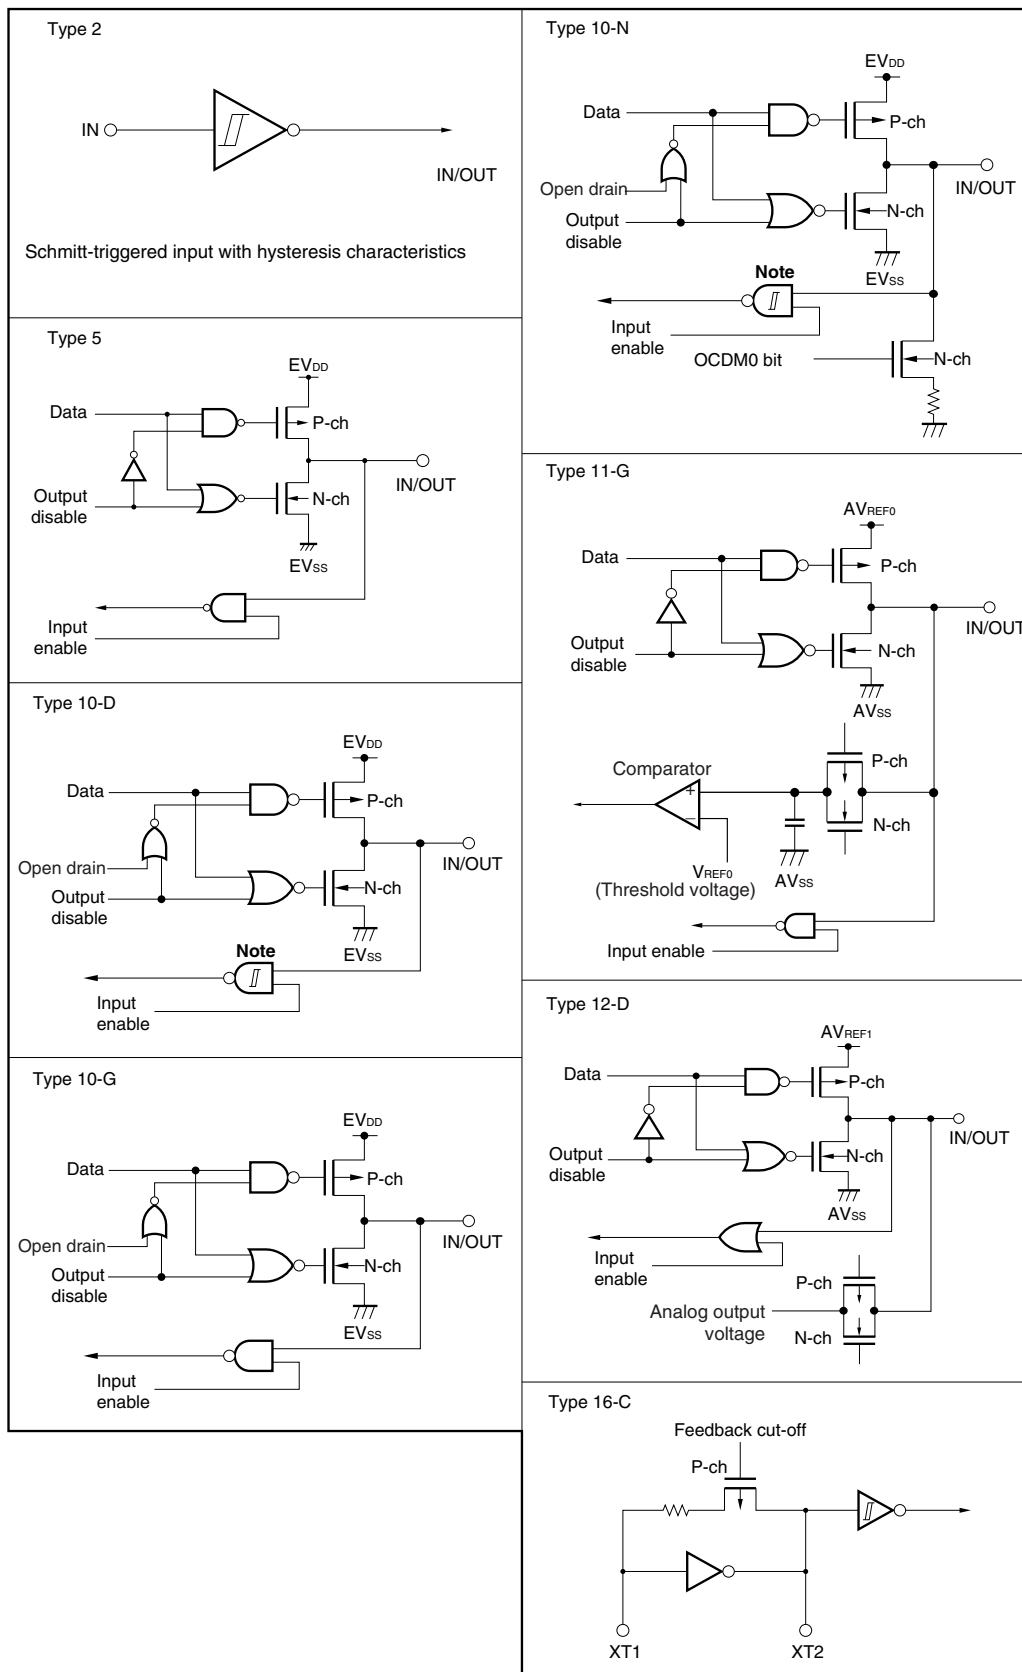 Type 2
IN
IN/OUT
Schmitt-triggered input with hysteresis characteristics
Type 5
EVDD
Data
P-ch
IN/OUT
Output
disable
N-ch
EVSS
Input
enable
Type 10-D
EVDD
Data
P-ch
Open drain
IN/OUT
Output
disable
N-ch
EVSS
Note
Input
enable
Type 10-G
EVDD
Data
P-ch
Open drain
IN/OUT
Output
disable
N-ch
EVSS
Input
enable
Type 10-N
EVDD
Data
P-ch
Open drain
IN/OUT
Output
disable
N-ch
EVSS
Note
Input
enable
OCDM0 bit
N-ch
Type 11-G
AVREF0
Data
P-ch
IN/OUT
Output
disable
N-ch
AVSS
P-ch
Comparator
+
–
N-ch
VREF0
(Threshold voltage)
AVSS
Input enable
Type 12-D
AVREF1
Data
P-ch
IN/OUT
Output
disable
N-ch
AVSS
Input
enable
P-ch
Analog output
voltage
N-ch
Type 16-C
Feedback cut-off
P-ch
XT1
XT2